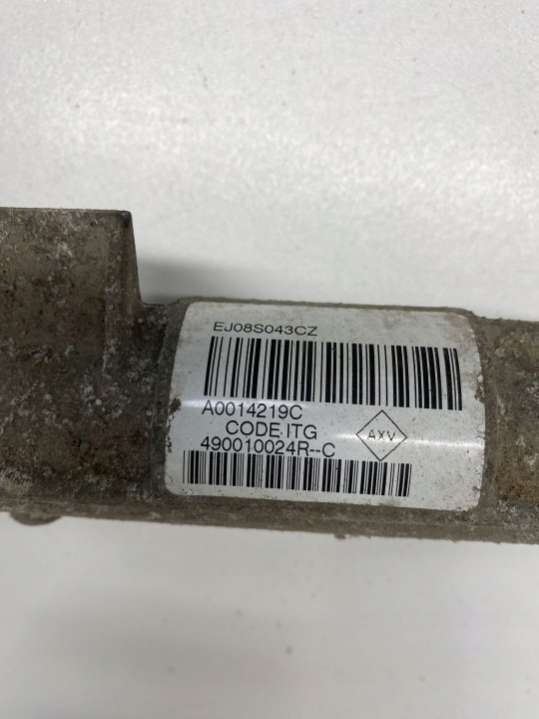 EJ08S043CZ
A0014219C
CODE ITG
AXV
490010024R--C